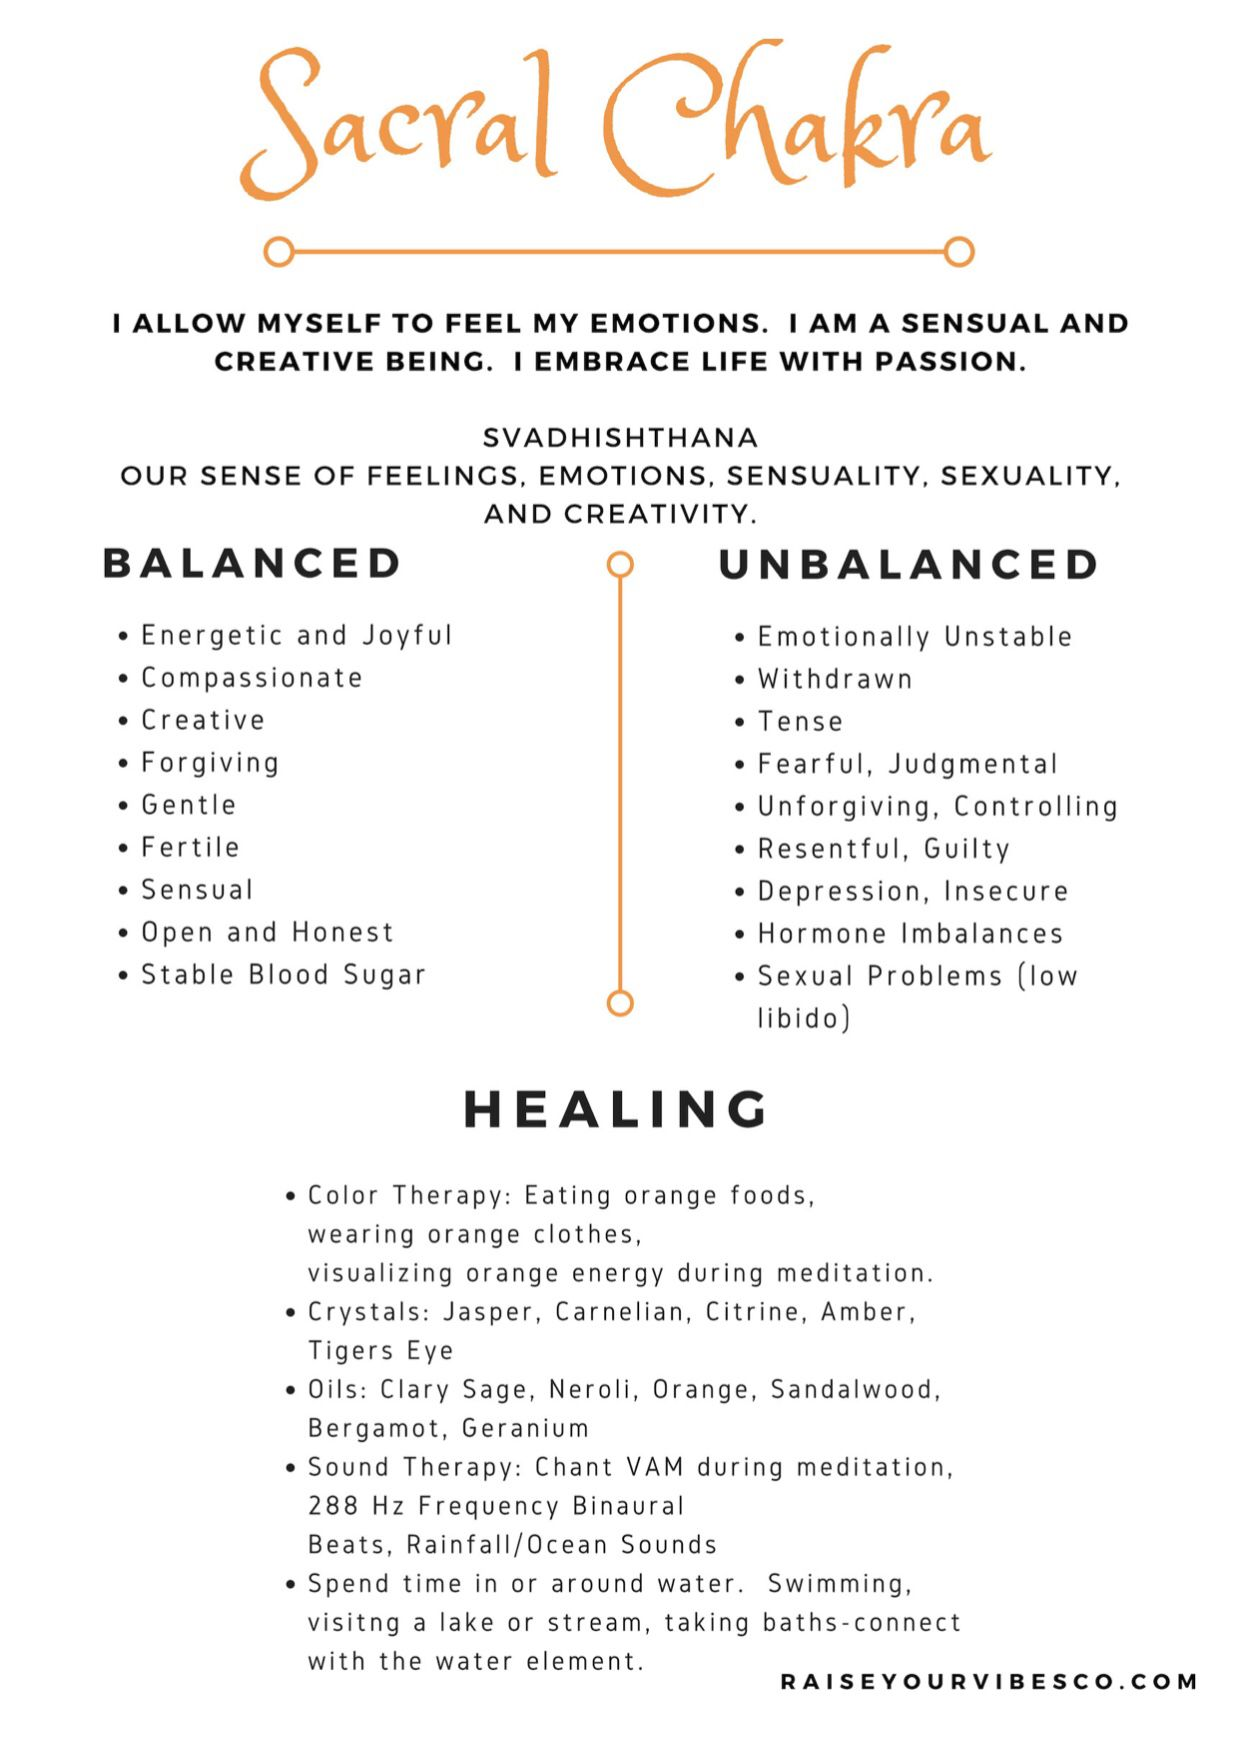 Sacral Chakra
I ALLOW MYSELF TO FEEL MY EMOTIONS.  I AM A SENSUAL AND
CREATIVE BEING.  I EMBRACE LIFE WITH PASSION.
SVADHISHTHANA
OUR SENSE OF FEELINGS, EMOTIONS, SENSUALITY, SEXUALITY,
AND CREATIVITY.
BALANCED
• Energetic and Joyful
• Compassionate
• Creative
• Forgiving
• Gentle
• Fertile
• Sensual
• Open and Honest
• Stable Blood Sugar
UNBALANCED
• Emotionally Unstable
• Withdrawn
• Tense
• Fearful, Judgmental
• Unforgiving, Controlling
• Resentful, Guilty
• Depression, Insecure
• Hormone Imbalances
• Sexual Problems (low
libido)
HEALING
• Color Therapy: Eating orange foods,
wearing orange clothes,
visualizing orange energy during meditation.
• Crystals: Jasper, Carnelian, Citrine, Amber,
Tigers Eye
• Oils: Clary Sage, Neroli, Orange, Sandalwood,
Bergamot, Geranium
• Sound Therapy: Chant VAM during meditation,
288 Hz Frequency Binaural
Beats, Rainfall/Ocean Sounds
• Spend time in or around water.  Swimming,
visitng a lake or stream, taking baths-connect
with the water element.
RAISEYOURVIBESCO.COM